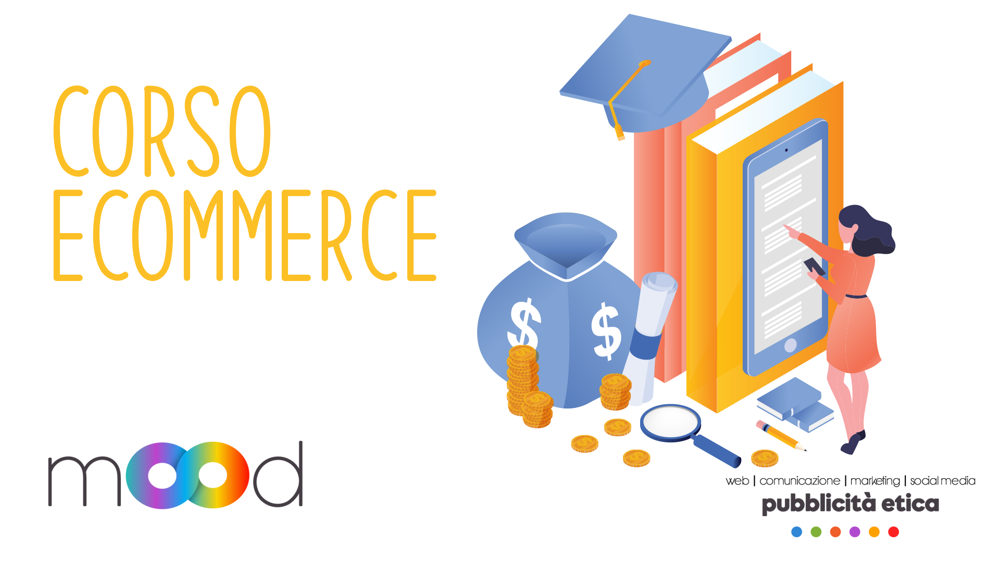 CORSO
ECOMMERCE
$ $
mood
web | comunicazione | marketing | social media
pubblicità etica